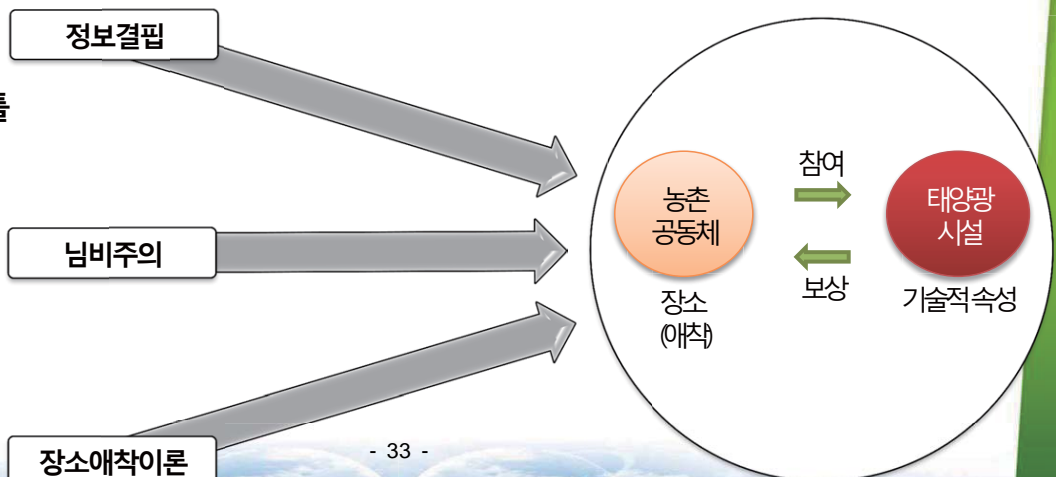 정보결핍
틀
님비주의
장소애착이론
농촌
공동체
장소
(애착)
참여
보상
태양광
시설
기술적 속성
- 33 -